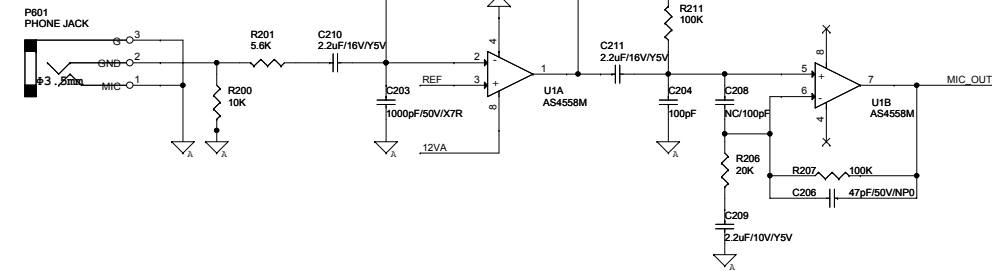 P601
PHONE JACK
G 3
GND 2
MIC 1
Φ3.5mm
R201
5.6K
R200
10K
A
A
C210
2.2uF/16V/Y5V
C203
1000pF/50V/X7R
A
REF
12VA
4
2
3
8
-
+
1
U1A
AS4558M
A
C211
2.2uF/16V/Y5V
R211
100K
C204
100pF
A
C208
NC/100pF
R206
20K
C209
2.2uF/10V/Y5V
A
8
5
6
4
+
-
7
U1B
AS4558M
MIC_OUT
R207 100K
C206 47pF/50V/NP0